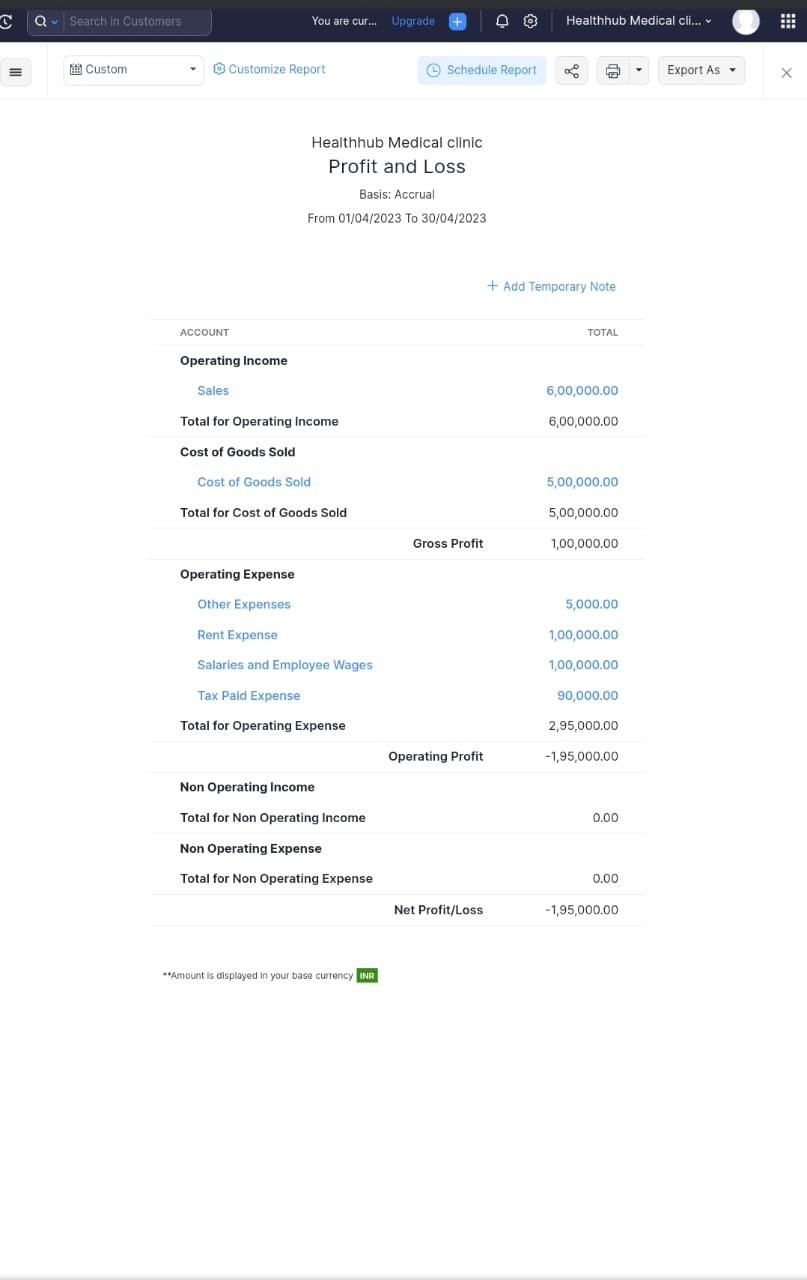 Search in Customers
You are cur... Upgrade
Healthhub Medical cli...
Custom
Customize Report
Schedule Report
Export As
Healthhub Medical clinic
Profit and Loss
Basis: Accrual
From 01/04/2023 To 30/04/2023
+ Add Temporary Note
ACCOUNT TOTAL
Operating Income
Sales 6,00,000.00
Total for Operating Income 6,00,000.00
Cost of Goods Sold
Cost of Goods Sold 5,00,000.00
Total for Cost of Goods Sold 5,00,000.00
Gross Profit 1,00,000.00
Operating Expense
Other Expenses 5,000.00
Rent Expense 1,00,000.00
Salaries and Employee Wages 1,00,000.00
Tax Paid Expense 90,000.00
Total for Operating Expense 2,95,000.00
Operating Profit -1,95,000.00
Non Operating Income
Total for Non Operating Income 0.00
Non Operating Expense
Total for Non Operating Expense 0.00
Net Profit/Loss -1,95,000.00
**Amount is displayed in your base currency INR